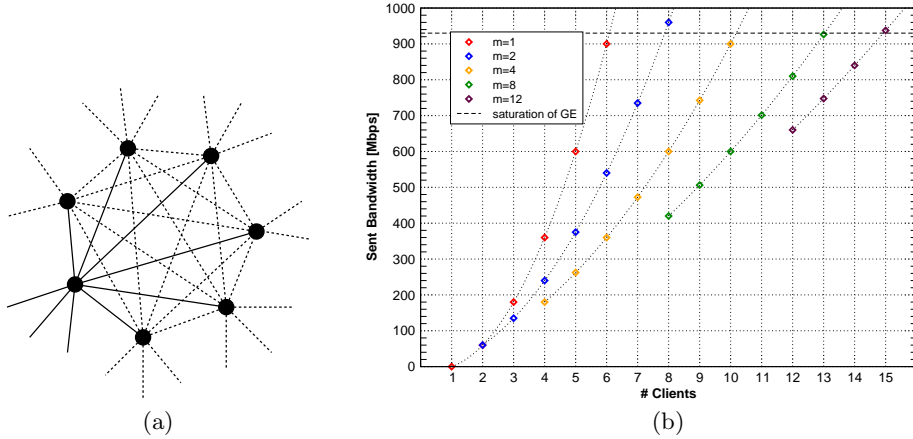 1000
900
800
700
600
500
400
300
200
100
0
Sent Bandwidth [Mbps]
m=1
m=2
m=4
m=8
m=12
saturation of GE
1 2 3 4 5 6 7 8 9 10 11 12 13 14 15
# Clients
(a)
(b)